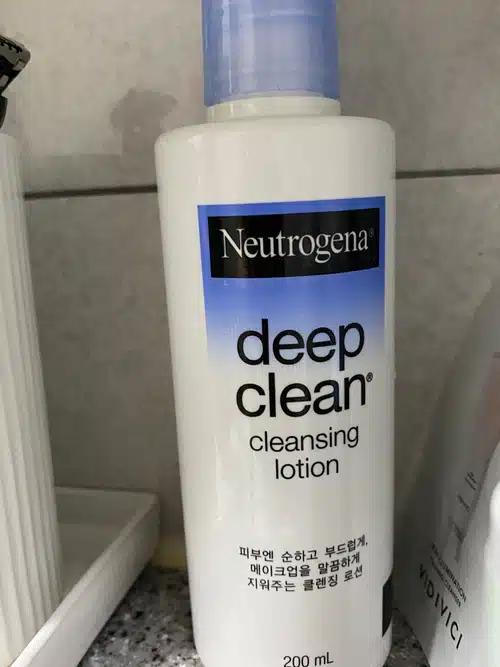 Neutrogena®
deep
clean®
cleansing
lotion
피부엔 순하고 부드럽게,
메이크업을 말끔하게
지워주는 클렌징 로션
200 mL
VIDIVICI